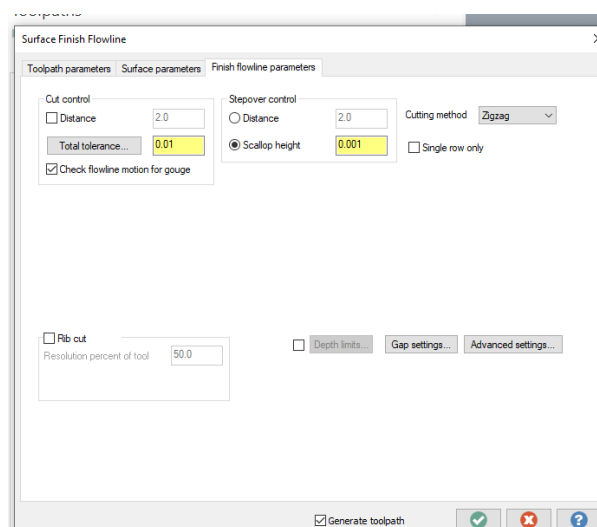 Toolpaths
Surface Finish Flowline
Toolpath parameters Surface parameters Finish flowline parameters
Cut control
Distance 2.0
Total tolerance... 0.01
Check flowline motion for gouge
Stepover control
Distance 2.0
Scallop height 0.001
Cutting method Zigzag
Single row only
Rib cut
Resolution percent of tool 50.0
Depth limits... Gap settings... Advanced settings...
Generate toolpath